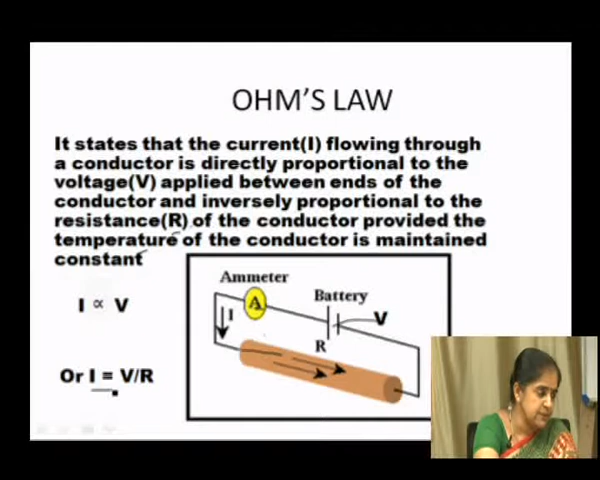 OHM'S LAW
It states that the current(I) flowing through
a conductor is directly proportional to the
voltage(V) applied between ends of the
conductor and inversely proportional to the
resistance(R) of the conductor provided the
temperature of the conductor is maintained
constant
Ammeter
A
Battery
I
V
R
I ∝ V
Or I = V/R